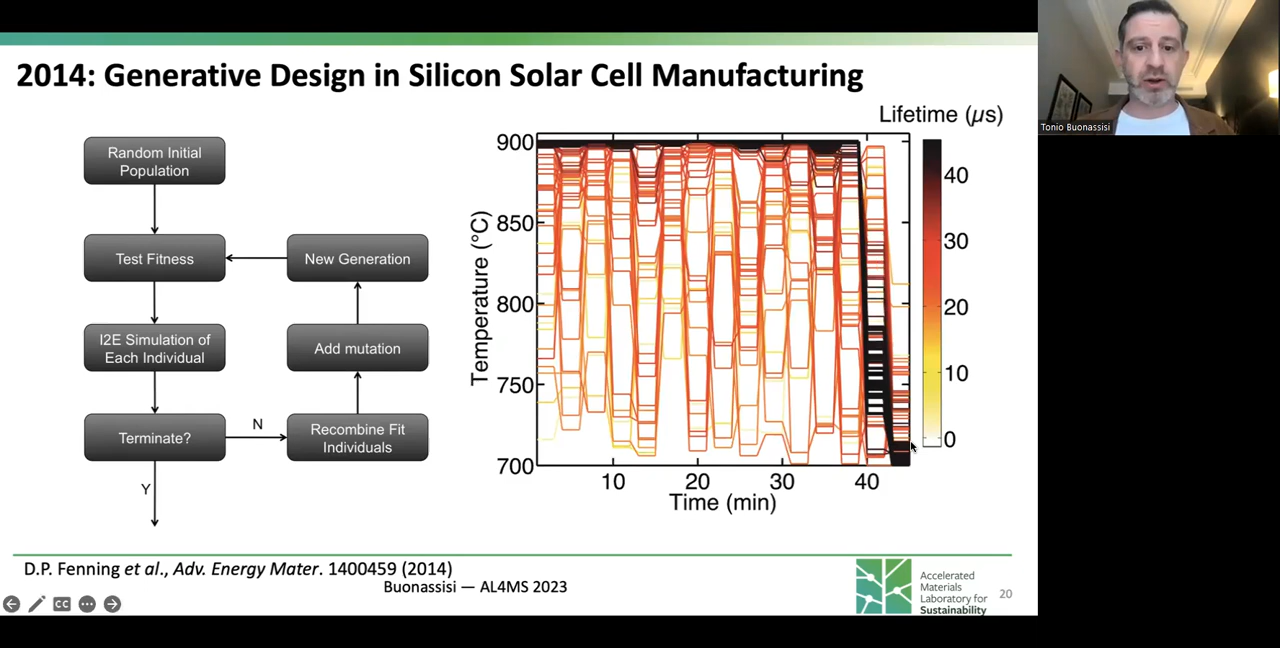 2014: Generative Design in Silicon Solar Cell Manufacturing
Random Initial
Population
Test Fitness
New Generation
I2E Simulation of
Each Individual
Add mutation
Terminate?
N
Recombine Fit
Individuals
Y
Lifetime (µs)
900
850
800
750
700
Temperature (°C)
10
20
30
40
Time (min)
40
30
20
10
0
Tonio Buonassisi
D.P. Fenning et al., Adv. Energy Mater. 1400459 (2014)
Buonassisi — AL4MS 2023
Accelerated
Materials
Laboratory for
Sustainability
20
CC